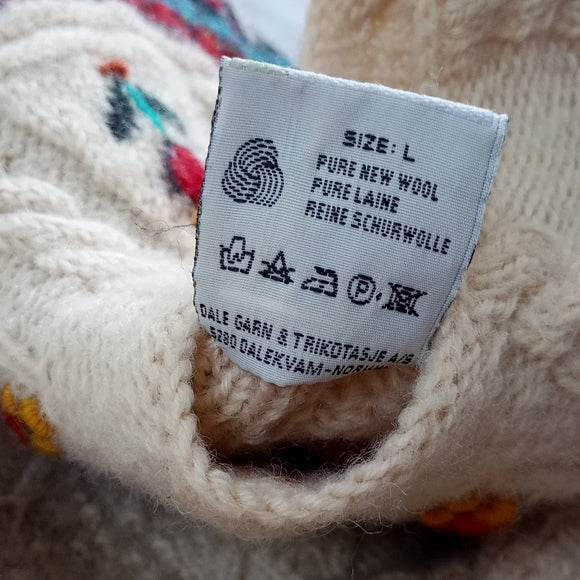 SIZE: L
PURE NEW WOOL
PURE LAINE
REINE SCHURWOLLE
P
DALE GARN & TRIKOTASJE A/S
5280 DALEKVAM-